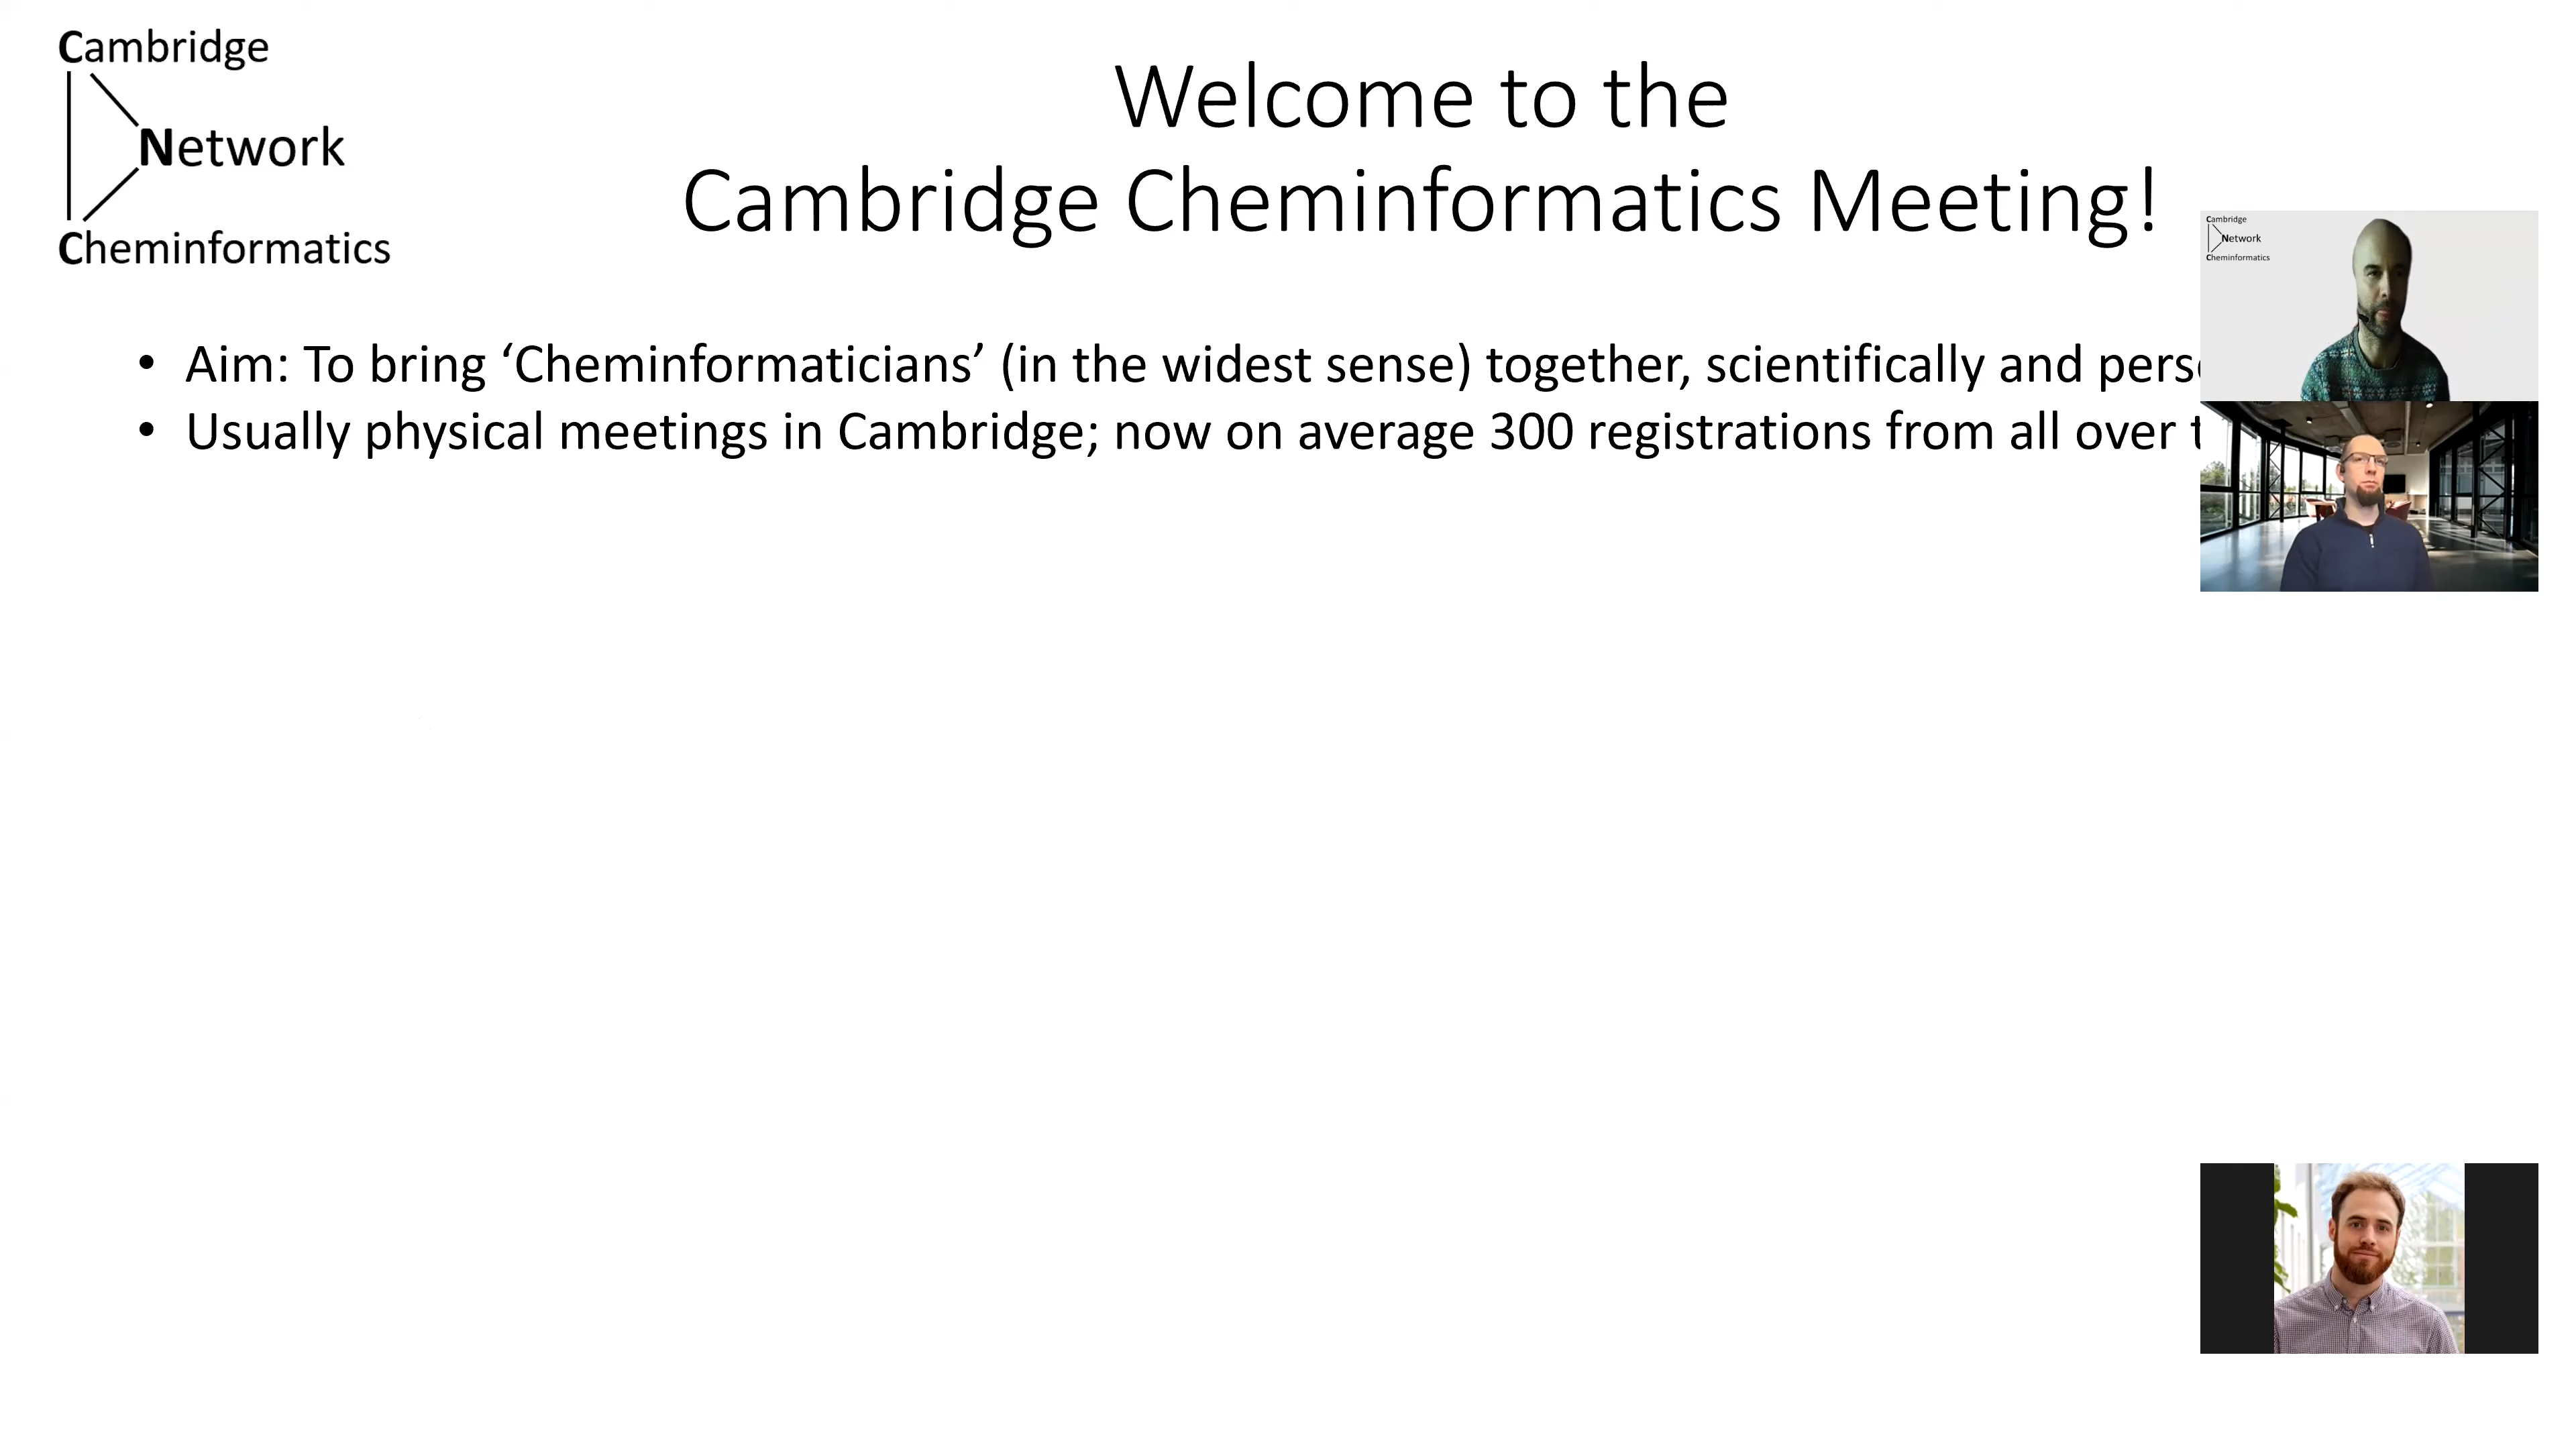 Cambridge
Network
Cheminformatics
Welcome to the
Cambridge Cheminformatics Meeting!
• Aim: To bring ‘Cheminformaticians’ (in the widest sense) together, scientifically and
• Usually physical meetings in Cambridge; now on average 300 registrations from all over
Cambridge
Network
Cheminformatics